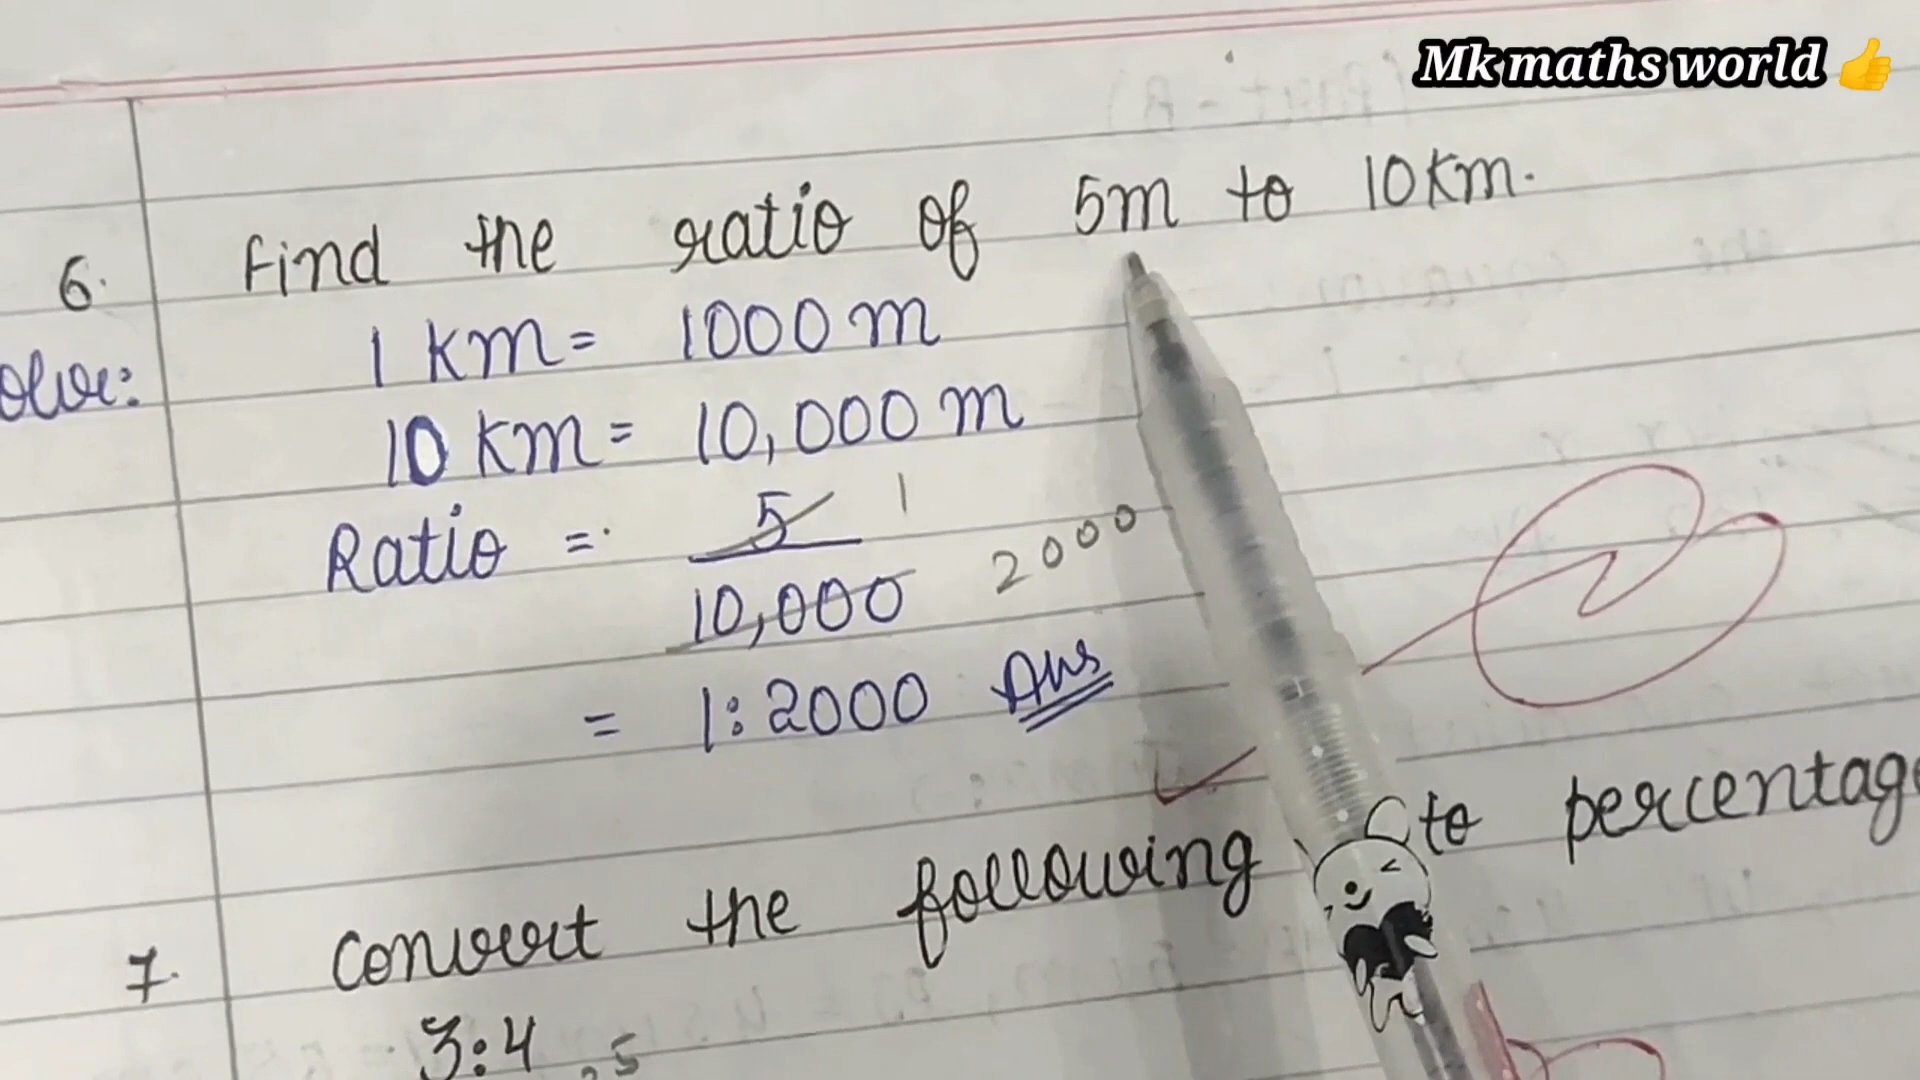 Mk maths world 👍
6. Find the ratio of 5m to 10km.
1 km = 1000 m
10 km = 10,000 m
Ratio = 5 1
10,000 2000
= 1:2000 Ans
7. Convert the following to percentage
3:4